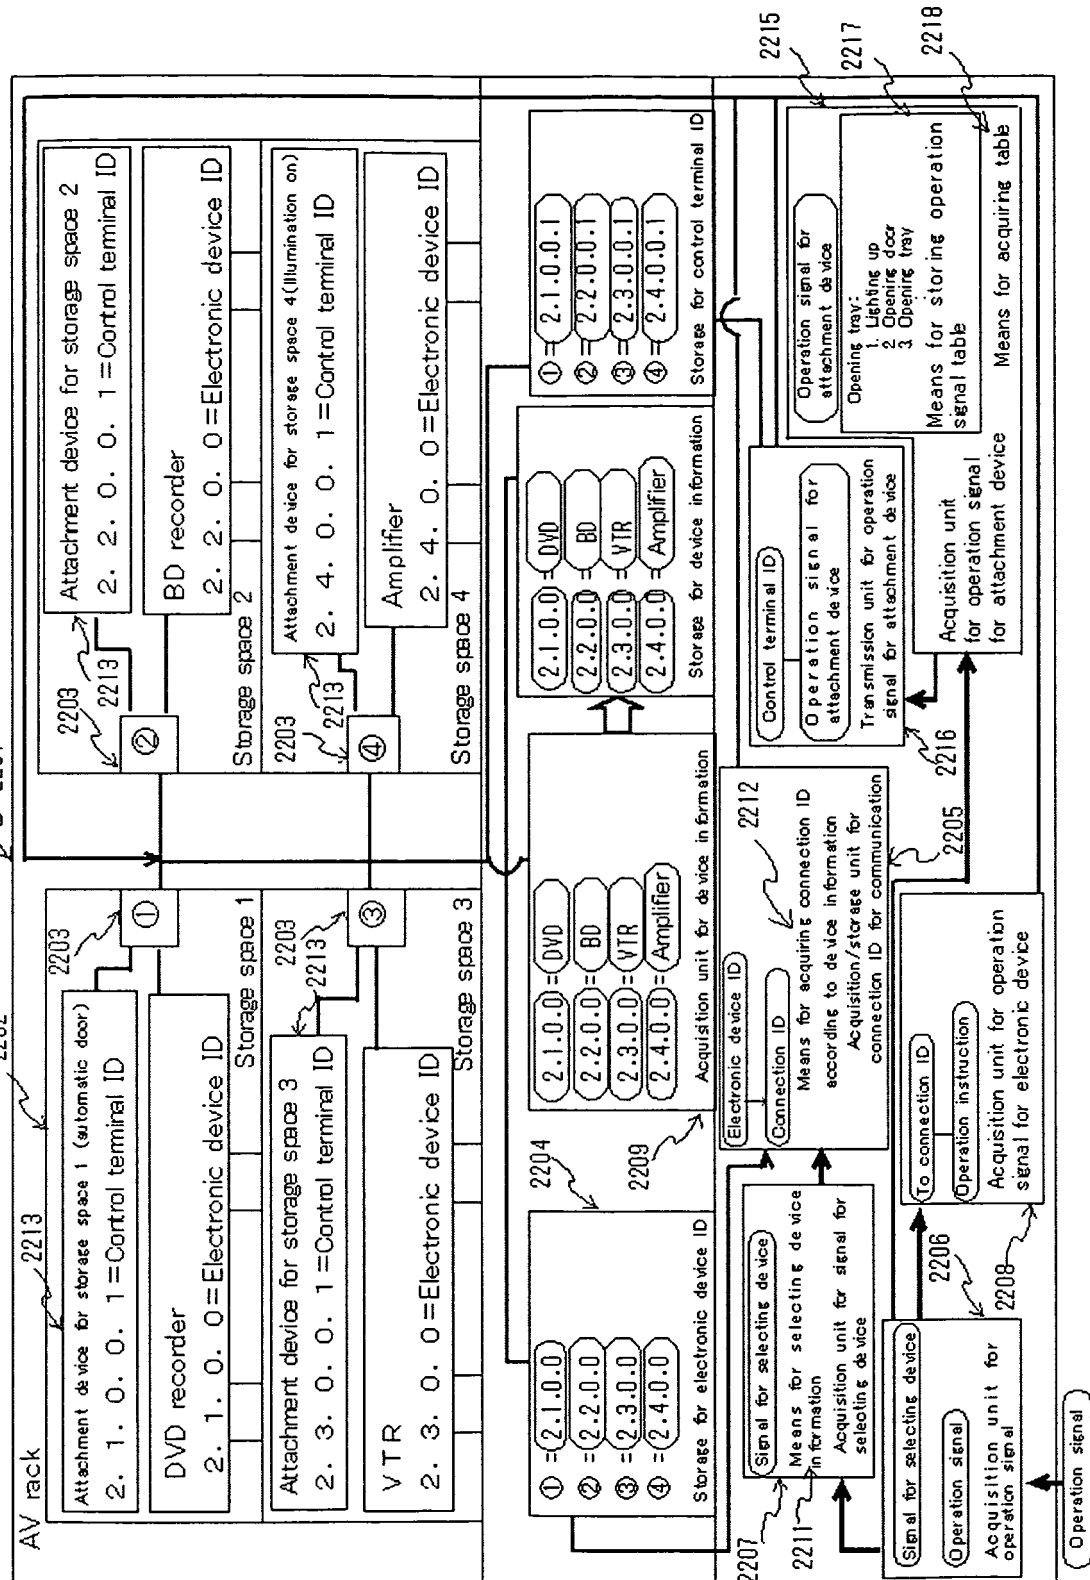 AV rack
2213
2202
Attachment device for storage space 1 (automatic door)
2. 1. 0. 0. 1=Control terminal ID
DVD recorder
2. 1. 0. 0=Electronic device ID
Storage space 1
2203
①
2203
2213
②
Attachment device for storage space 2
2. 2. 0. 0. 1=Control terminal ID
BD recorder
2. 2. 0. 0=Electronic device ID
Storage space 2
Attachment device for storage space 3
2. 3. 0. 0. 1=Control terminal ID
VTR
2. 3. 0. 0=Electronic device ID
Storage space 3
2213
2203
③
2203
2213
④
Attachment device for storage space 4(Illumination on)
2. 4. 0. 0. 1=Control terminal ID
Amplifier
2. 4. 0. 0=Electronic device ID
Storage space 4
2204
①=2.1.0.0
②=2.2.0.0
③=2.3.0.0
④=2.4.0.0
Storage for electronic device ID
2209
2.1.0.0=DVD
2.2.0.0=BD
2.3.0.0=VTR
2.4.0.0=Amplifier
Acquisition unit for device information
2.1.0.0=DVD
2.2.0.0=BD
2.3.0.0=VTR
2.4.0.0=Amplifier
Storage for device information
①=2.1.0.0.1
②=2.2.0.0.1
③=2.3.0.0.1
④=2.4.0.0.1
Storage for control terminal ID
2207
2211
Signal for selecting device
Means for selecting device
information
Acquisition unit for signal for
selecting device
2212
Electronic device ID
Connection ID
Means for acquiring connection ID
according to device information
Acquisition/storage unit for
connection ID for communication
2205
Control terminal ID
Operation signal for
attachment device
Transmission unit for operation
signal for attachment device
2216
2215
2217
2218
Operation signal for
attachment device
Opening tray:
1. Lighting up
2. Opening door
3. Opening tray
Means for storing operation
signal table
Means for acquiring table
Acquisition unit
for operation signal
for attachment device
2206
Signal for selecting device
Operation signal
Acquisition unit for
operation signal
2208
To connection ID
Operation instruction
Acquisition unit for operation
signal for electronic device
Operation signal